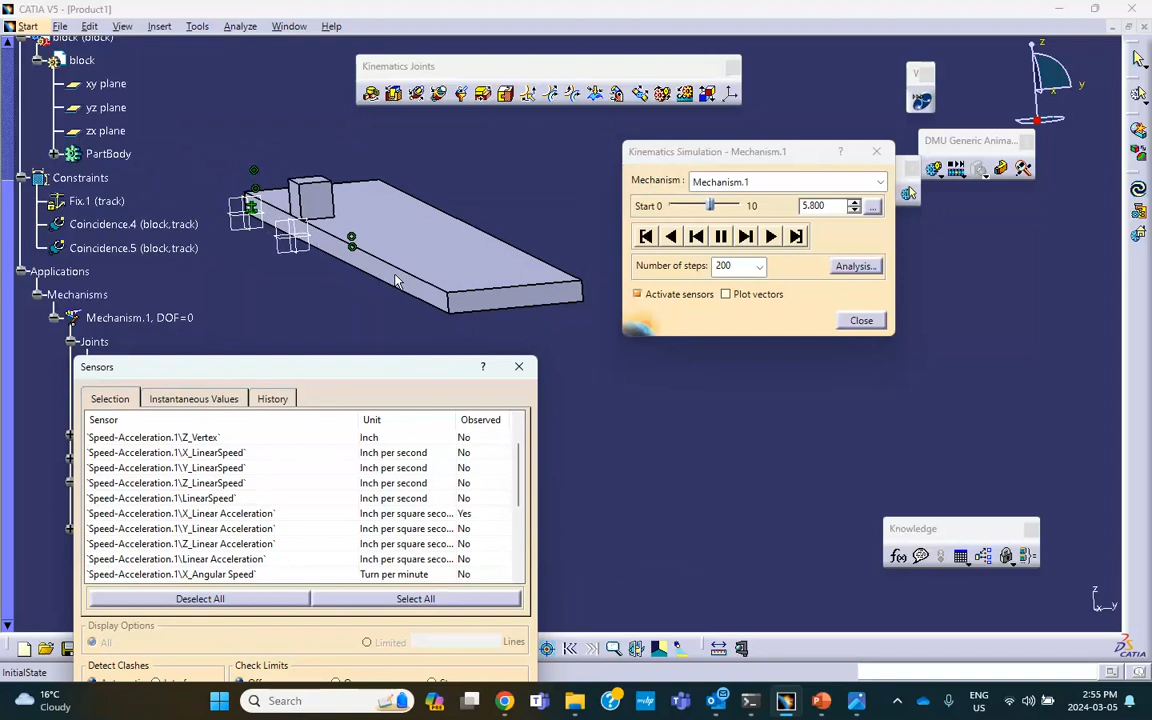 CATIA V5 - [Product1]
Start File Edit View Insert Tools Analyze Window Help
block (block)
block
xy plane
yz plane
zx plane
PartBody
Constraints
Fix.1 (track)
Coincidence.4 (block,track)
Coincidence.5 (block,track)
Applications
Mechanisms
Mechanism.1, DOF=0
Joints
Kinematics Joints
V
z
y
x
DMU Generic Anima...
Kinematics Simulation - Mechanism.1
? 
Mechanism : Mechanism.1
Start 0 10 5.800 ...
Number of steps: 200 Analysis...
Activate sensors Plot vectors
Close
Sensors
?
Selection Instantaneous Values History
Sensor Unit Observed
`Speed-Acceleration.1\Z_Vertex` Inch No
`Speed-Acceleration.1\X_LinearSpeed` Inch per second No
`Speed-Acceleration.1\Y_LinearSpeed` Inch per second No
`Speed-Acceleration.1\Z_LinearSpeed` Inch per second No
`Speed-Acceleration.1\LinearSpeed` Inch per second No
`Speed-Acceleration.1\X_Linear Acceleration` Inch per square seco... Yes
`Speed-Acceleration.1\Y_Linear Acceleration` Inch per square seco... No
`Speed-Acceleration.1\Z_Linear Acceleration` Inch per square seco... No
`Speed-Acceleration.1\Linear Acceleration` Inch per square seco... No
`Speed-Acceleration.1\X_Angular Speed` Turn per minute No
Deselect All Select All
Display Options
All Limited Lines
Detect Clashes Check Limits
Knowledge
f(x)
z
x y
CATIA
InitialState
16°C
Cloudy
Search
ENG
US
2:55 PM
2024-03-05